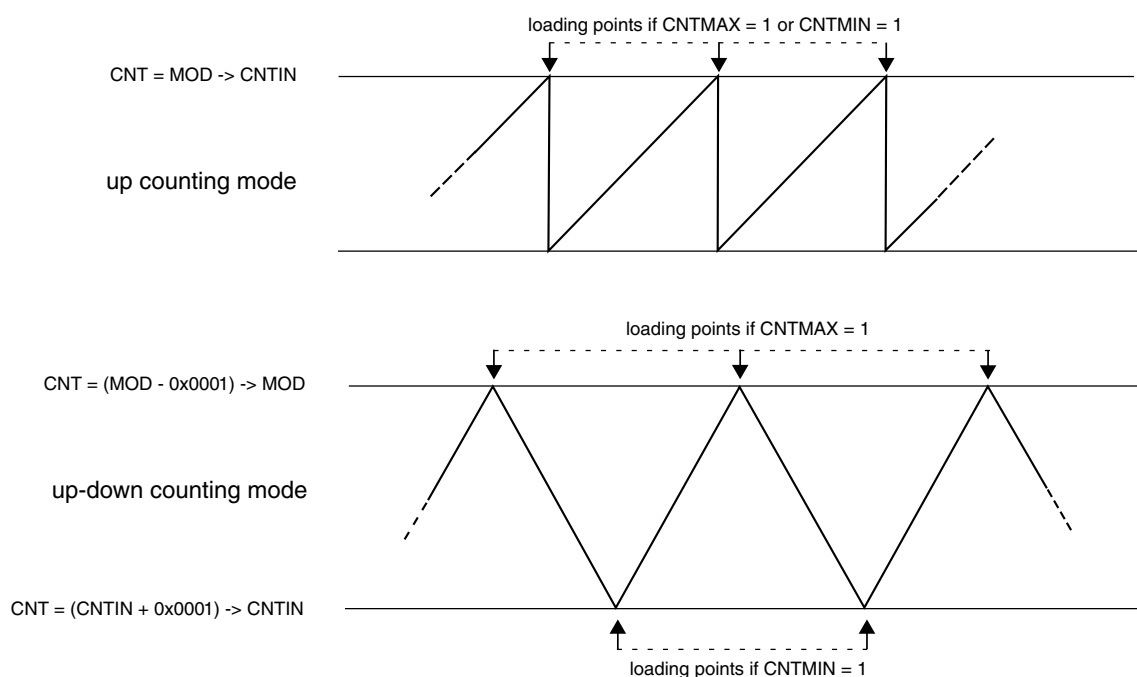 loading points if CNTMAX = 1 or CNTMIN = 1
CNT = MOD -> CNTIN
up counting mode
loading points if CNTMAX = 1
CNT = (MOD - 0x0001) -> MOD
up-down counting mode
CNT = (CNTIN + 0x0001) -> CNTIN
loading points if CNTMIN = 1